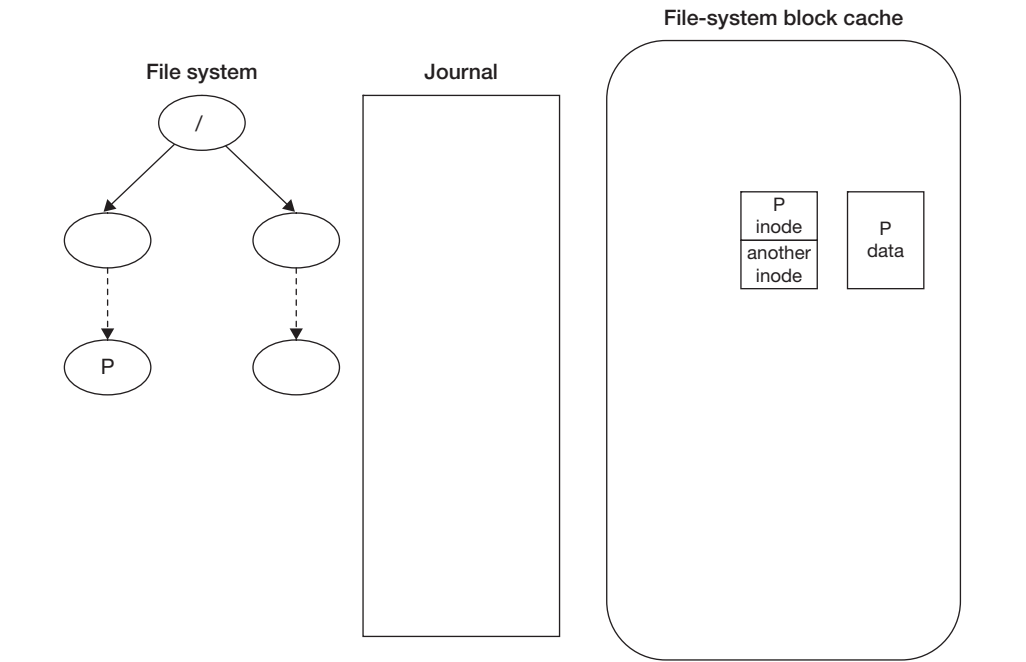 File-system block cache
File system
Journal
/
P
inode
another
inode
P
data
P